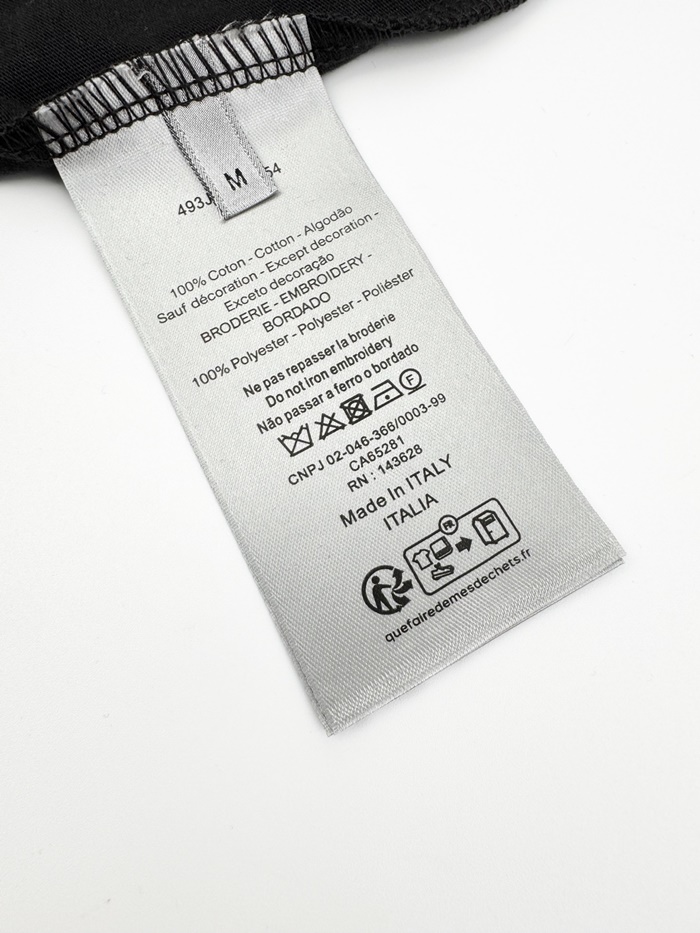 M
493J 54
100% Coton - Cotton - Algodão
Sauf décoration - Except decoration -
Exceto decoração
BRODERIE - EMBROIDERY -
BORDADO
100% Polyester - Polyester - Poliéster
Ne pas repasser la broderie
Do not Iron embroidery
Não passar a ferro o bordado
F
CNPJ 02-046-366/0003-99
CA65281
RN : 143628
Made In ITALY
ITALIA
FR
quefairedemesdechets.fr